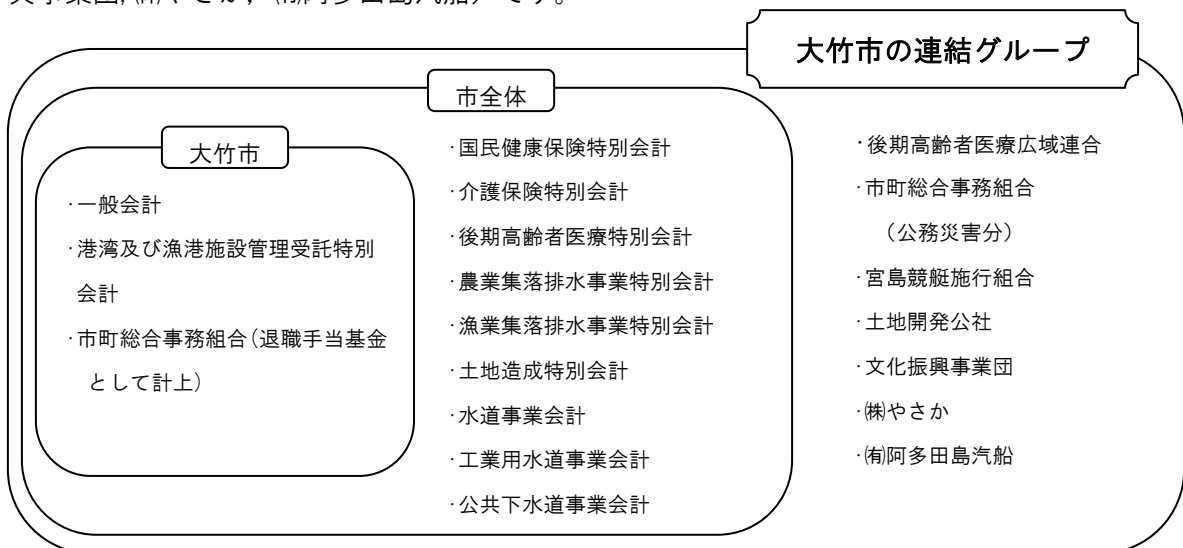 大竹市の連結グループ
市全体
大竹市
･一般会計
･港湾及び漁港施設管理受託特別
会計
･市町総合事務組合（退職手当基金
として計上）
･国民健康保険特別会計
･介護保険特別会計
･後期高齢者医療特別会計
･農業集落排水事業特別会計
･漁業集落排水事業特別会計
･土地造成特別会計
･水道事業会計
･工業用水道事業会計
･公共下水道事業会計
･後期高齢者医療広域連合
･市町総合事務組合
（公務災害分）
･宮島競艇施行組合
･土地開発公社
･文化振興事業団
･㈱やさか
･㈲阿多田島汽船